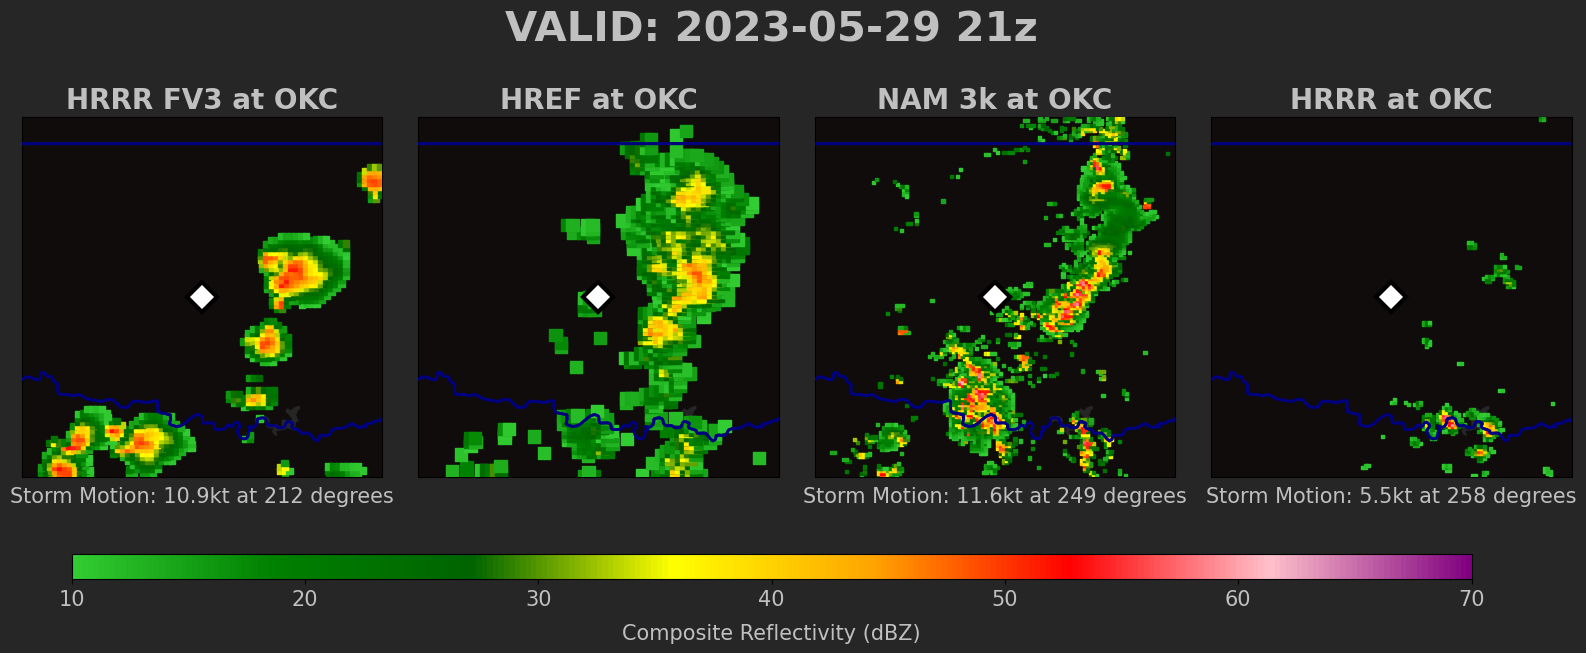 VALID: 2023-05-29 21z
HRRR FV3 at OKC
HREF at OKC
NAM 3k at OKC
HRRR at OKC
Storm Motion: 10.9kt at 212 degrees
Storm Motion: 11.6kt at 249 degrees
Storm Motion: 5.5kt at 258 degrees
10 20 30 40 50 60 70
Composite Reflectivity (dBZ)